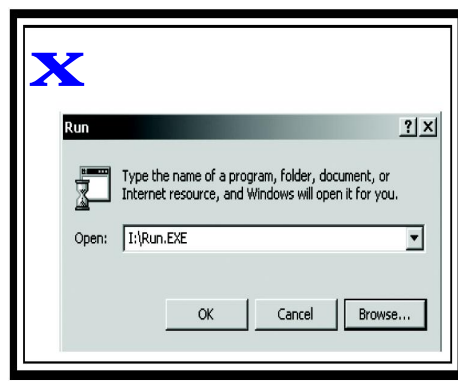 x
Run ? x
Type the name of a program, folder, document, or
Internet resource, and Windows will open it for you.
Open: I:\Run.EXE
OK Cancel Browse...